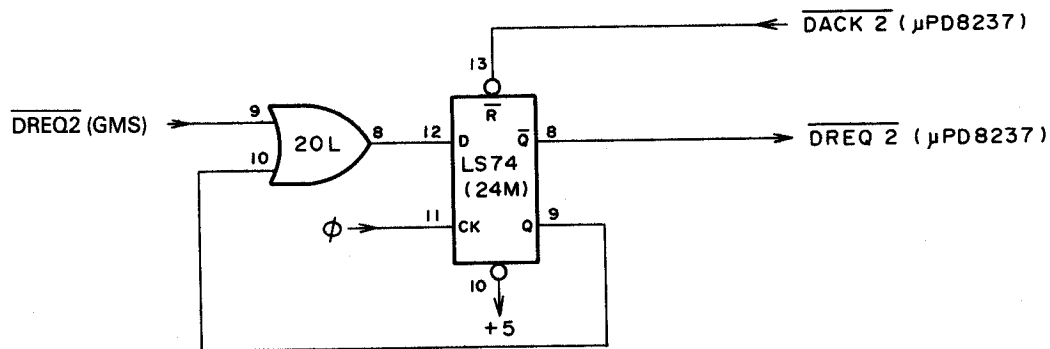 DACK 2 (μPD8237)
13
DREQ2 (GMS)
9
10
20L
8
12
D
R
LS74
(24M)
Q
8
DREQ 2 (μPD8237)
ϕ
11
CK
Q
9
10
+5